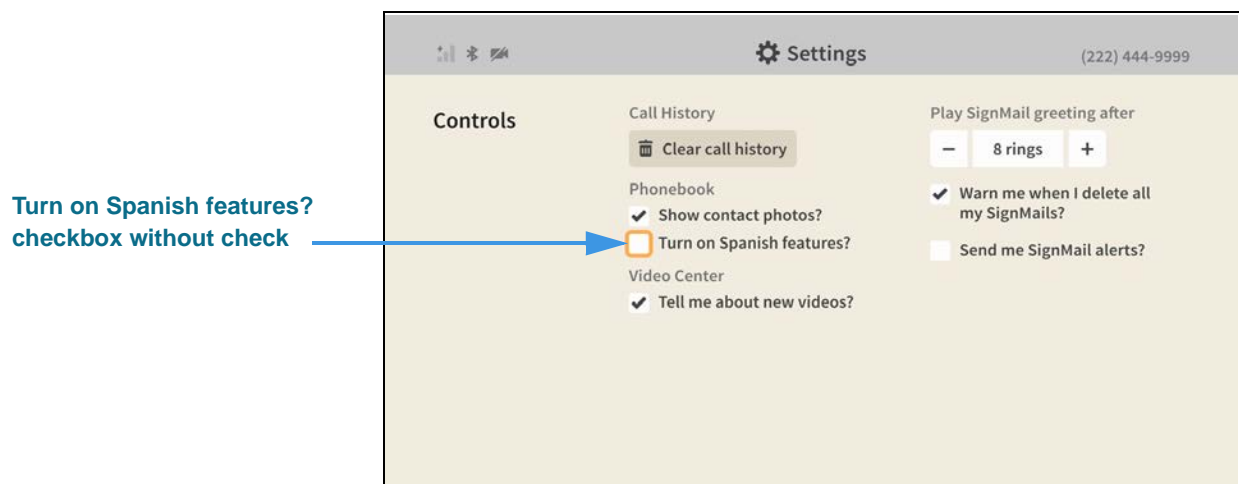 Settings
(222) 444-9999
Controls
Call History
Clear call history
Phonebook
Show contact photos?
Turn on Spanish features?
Video Center
Tell me about new videos?
Play SignMail greeting after
− 8 rings +
Warn me when I delete all
my SignMails?
Send me SignMail alerts?
Turn on Spanish features?
checkbox without check